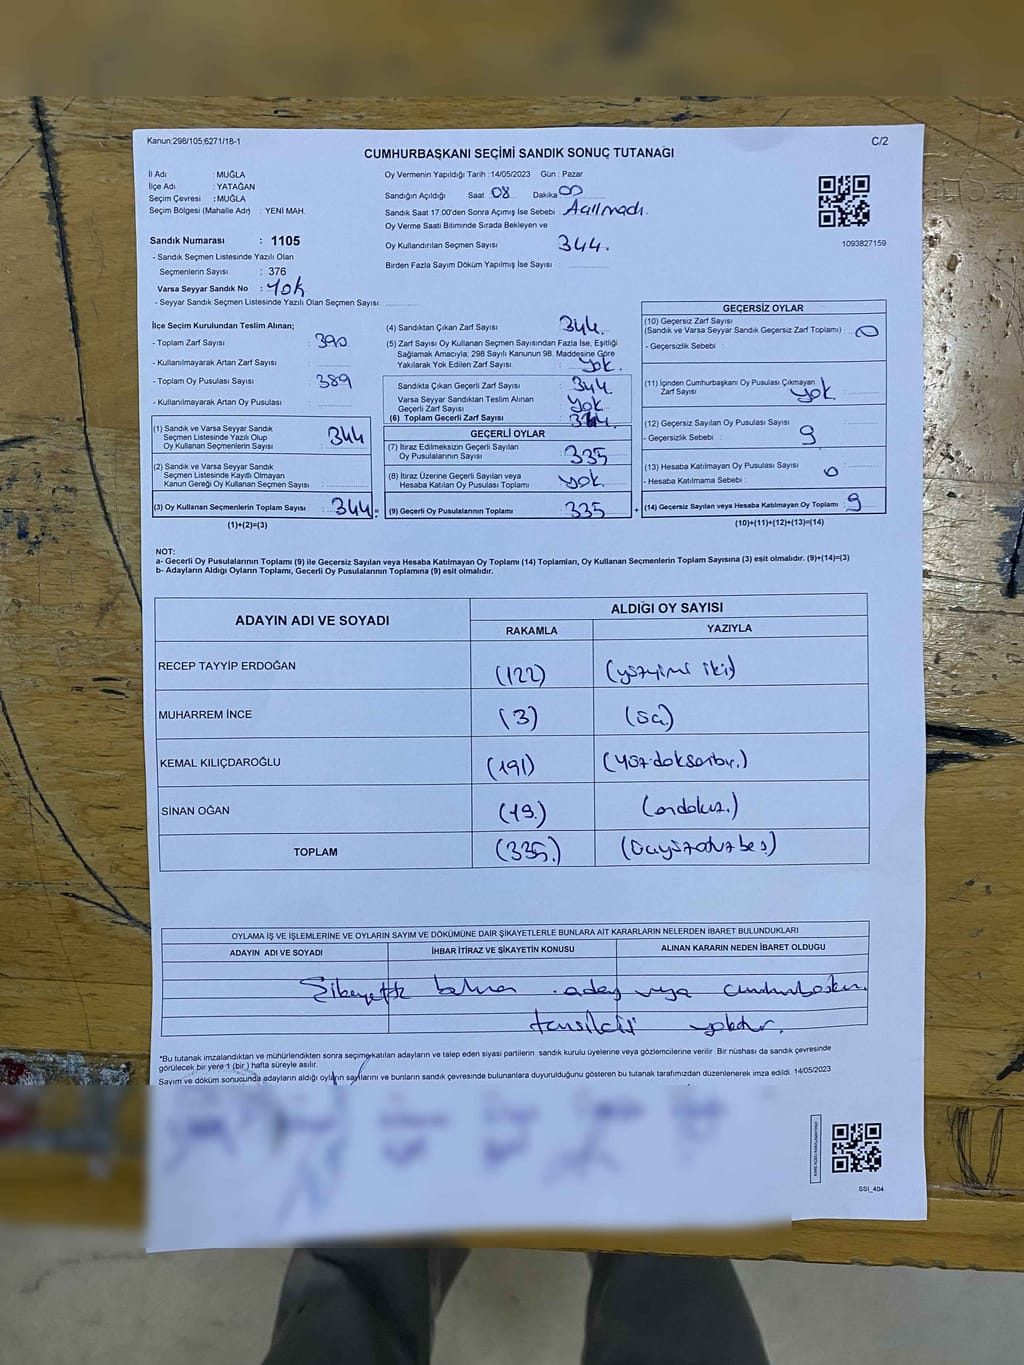 Kanun:298/105;6271/18-1
C/2
CUMHURBAŞKANI SEÇİMİ SANDIK SONUÇ TUTANAĞI
İl Adı : MUĞLA
İlçe Adı : YATAĞAN
Seçim Çevresi : MUĞLA
Seçim Bölgesi (Mahalle Adı) : YENİ MAH.
Sandık Numarası : 1105
- Sandık Seçmen Listesinde Yazılı Olan
Seçmenlerin Sayısı : 376
Varsa Seyyar Sandık No : Yok
- Seyyar Sandık Seçmen Listesinde Yazılı Olan Seçmen Sayısı:
Oy Vermenin Yapıldığı Tarih : 14/05/2023 Gün : Pazar
Sandığın Açıldığı Saat 08 Dakika 00
Sandık Saat 17:00'den Sonra Açımış İse Sebebi : Açılmadı.
Oy Verme Saati Bitiminde Sırada Bekleyen ve
Oy Kullandırılan Seçmen Sayısı 344.
Birden Fazla Sayım Döküm Yapılmış İse Sayısı :
1093827159
İlçe Seçim Kurulundan Teslim Alınan;
- Toplam Zarf Sayısı : 390
- Kullanılmayarak Artan Zarf Sayısı :
- Toplam Oy Pusulası Sayısı : 389
- Kullanılmayarak Artan Oy Pusulası :
(1) Sandık ve Varsa Seyyar Sandık
Seçmen Listesinde Yazılı Olup
Oy Kullanan Seçmenlerin Sayısı : 344
(2) Sandık ve Varsa Seyyar Sandık
Seçmen Listesinde Kayıtlı Olmayan
Kanun Gereği Oy Kullanan Seçmen Sayısı :
(3) Oy Kullanan Seçmenlerin Toplam Sayısı : 344 =
(1)+(2)=(3)
(4) Sandıktan Çıkan Zarf Sayısı : 344.
(5) Zarf Sayısı Oy Kullanan Seçmen Sayısından Fazla İse, Eşitliği
Sağlamak Amacıyla; 298 Sayılı Kanunun 98. Maddesine Göre
Yakılarak Yok Edilen Zarf Sayısı : yok.
Sandıkta Çıkan Geçerli Zarf Sayısı : 344
Varsa Seyyar Sandıktan Teslim Alınan
Geçerli Zarf Sayısı : yok
(6) Toplam Geçerli Zarf Sayısı : 344.
GEÇERLİ OYLAR
(7) İtiraz Edilmeksizin Geçerli Sayılan
Oy Pusulalarının Sayısı : 335
(8) İtiraz Üzerine Geçerli Sayılan veya
Hesaba Katılan Oy Pusulası Toplamı : yok.
(9) Geçerli Oy Pusulalarının Toplamı : 335 +
GEÇERSİZ OYLAR
(10) Geçersiz Zarf Sayısı
(Sandık ve Varsa Seyyar Sandık Geçersiz Zarf Toplamı) : 0
- Geçersizlik Sebebi :
(11) İçinden Cumhurbaşkanı Oy Pusulası Çıkmayan
Zarf Sayısı : yok.
(12) Geçersiz Sayılan Oy Pusulası Sayısı : 9
- Geçersizlik Sebebi :
(13) Hesaba Katılmayan Oy Pusulası Sayısı : 0
- Hesaba Katılmama Sebebi :
(14) Geçersiz Sayılan veya Hesaba Katılmayan Oy Toplamı : 9
(10)+(11)+(12)+(13)=(14)
NOT:
a- Geçerli Oy Pusulalarının Toplamı (9) ile Geçersiz Sayılan veya Hesaba Katılmayan Oy Toplamı (14) Toplamları, Oy Kullanan Seçmenlerin Toplam Sayısına (3) eşit olmalıdır. (9)+(14)=(3)
b- Adayların Aldığı Oyların Toplamı, Geçerli Oy Pusulalarının Toplamına (9) eşit olmalıdır.
ADAYIN ADI VE SOYADI
ALDIĞI OY SAYISI
RAKAMLA YAZIYLA
RECEP TAYYİP ERDOĞAN (122) (yüzyirmi iki)
MUHARREM İNCE (3) (üç)
KEMAL KILIÇDAROĞLU (191) (Yüzdoksanbir.)
SİNAN OĞAN (19.) (ondokuz.)
TOPLAM (335.) (Üçyüzotuzbeş)
OYLAMA İŞ VE İŞLEMLERİNE VE OYLARIN SAYIM VE DÖKÜMÜNE DAİR ŞİKAYETLERLE BUNLARA AİT KARARLARIN NELERDEN İBARET BULUNDUKLARI
ADAYIN ADI VE SOYADI İHBAR İTİRAZ VE ŞİKAYETİN KONUSU ALINAN KARARIN NEDEN İBARET OLDUĞU
aday veya
yoktur.
*Bu tutanak imzalandıktan ve mühürlendikten sonra seçime katılan adayların ve talep eden siyasi partilerin sandık kurulu üyelerine veya gözlemcilerine verilir. Bir nüshası da sandık çevresinde
görülecek bir yere 1 (bir ) hafta süreyle asılır.
Sayım ve döküm sonucunda adayların aldığı oyların sayılarını ve bunların sandık çevresinde bulunanlara duyurulduğunu gösteren bu tutanak tarafımızdan düzenlenerek imza edildi. 14/05/2023
SSI_404